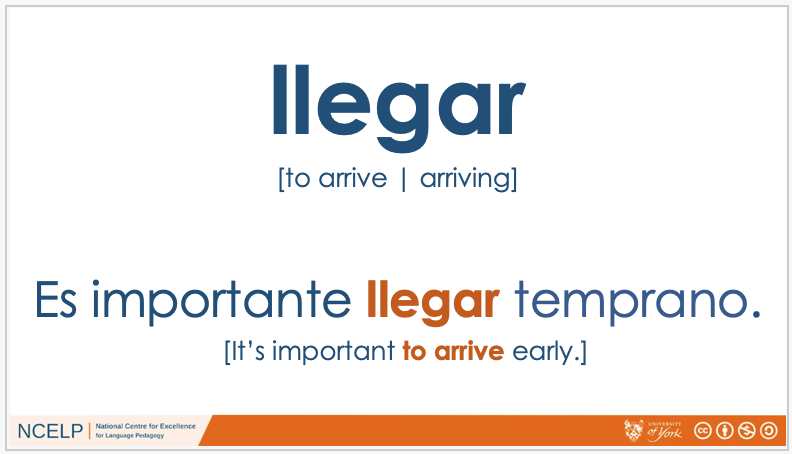 llegar
[to arrive | arriving]
Es importante llegar temprano.
[It's important to arrive early.]
NCELP
National Centre for Excellence
for Language Pedagogy
UNIVERSITY
of York
cc